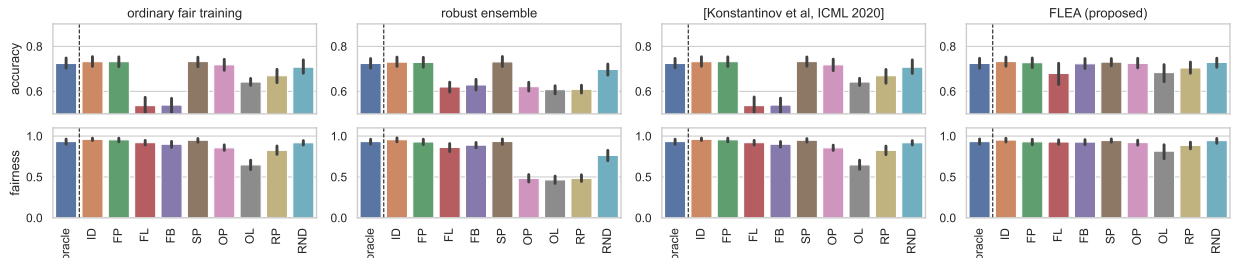 ordinary fair training
robust ensemble
[Konstantinov et al, ICML 2020]
FLEA (proposed)
accuracy
0.8
0.6
0.8
0.6
0.8
0.6
0.8
0.6
fairness
1.0
0.5
0.0
1.0
0.5
0.0
1.0
0.5
0.0
1.0
0.5
0.0
oracle
ID
FP
FL
FB
SP
OP
OL
RP
RND
oracle
ID
FP
FL
FB
SP
OP
OL
RP
RND
oracle
ID
FP
FL
FB
SP
OP
OL
RP
RND
oracle
ID
FP
FL
FB
SP
OP
OL
RP
RND